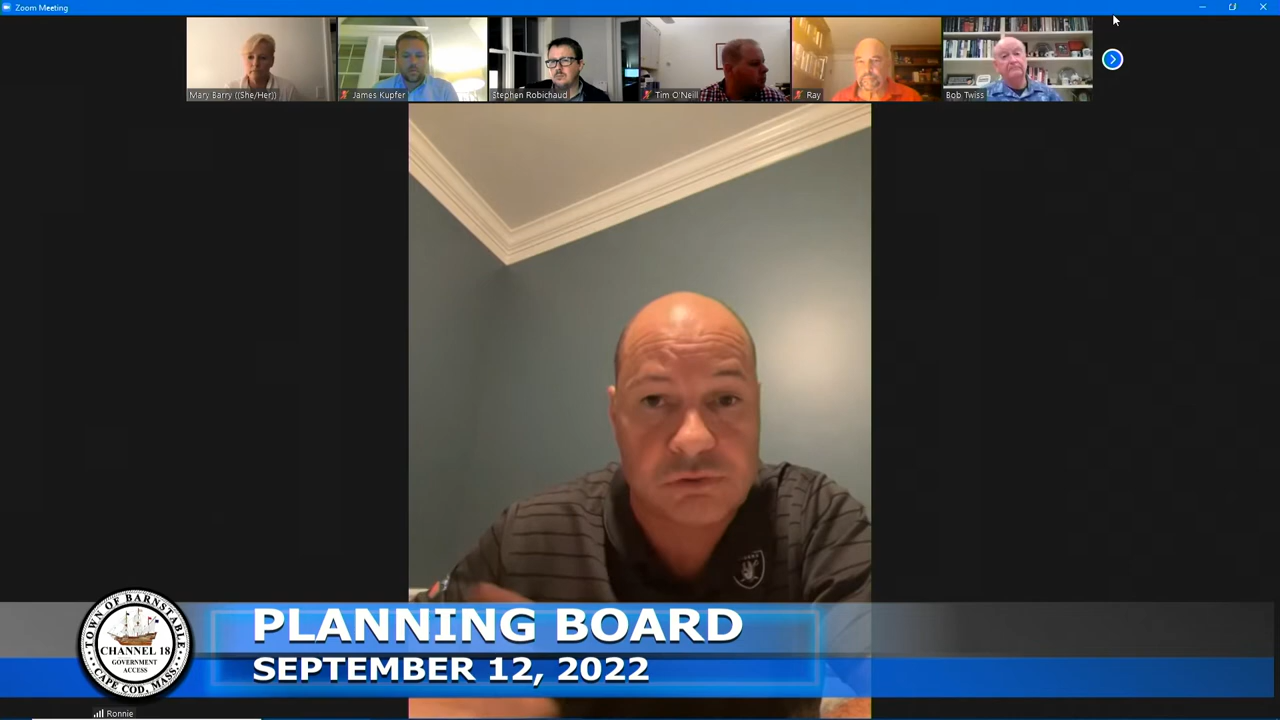 Zoom Meeting
Mary Barry ((She/Her))
James Kupfer
Stephen Robichaud
Tim O'Neill
Ray
Bob Twiss
TOWN OF BARNSTABLE
CHANNEL 18
GOVERNMENT
ACCESS
CAPE COD, MASS.
PLANNING BOARD
SEPTEMBER 12, 2022
Ronnie